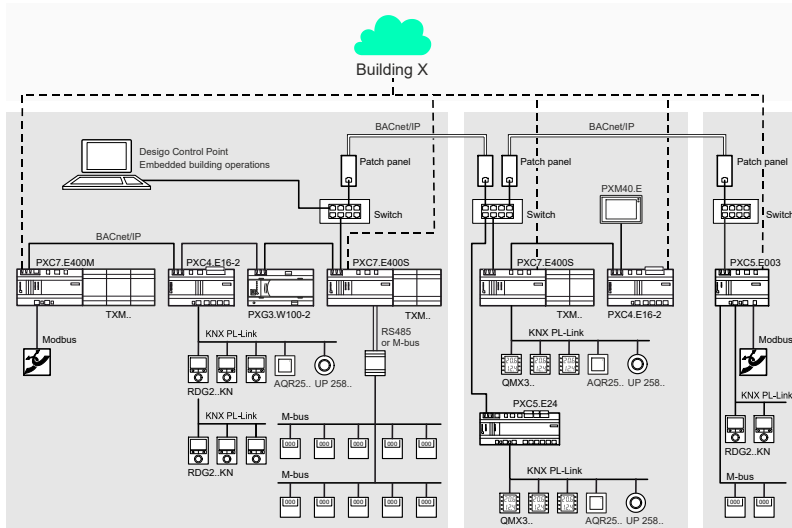 Building X
BACnet/IP
BACnet/IP
Desigo Control Point
Embedded building operations
Patch panel
Patch panel
Patch panel
PXM40.E
Switch
Switch
Switch
BACnet/IP
PXC7.E400M
PXC4.E16-2
PXC7.E400S
PXC7.E400S
PXC5.E003
TXM..
PXG3.W100-2
TXM..
TXM..
PXC4.E16-2
Modbus
KNX PL-Link
RS485
or M-bus
KNX PL-Link
Modbus
RDG2..KN
AQR25..
UP 258..
QMX3..
AQR25..
UP 258..
KNX PL-Link
KNX PL-Link
PXC5.E24
M-bus
RDG2..KN
RDG2..KN
KNX PL-Link
M-bus
M-bus
QMX3..
AQR25..
UP 258..